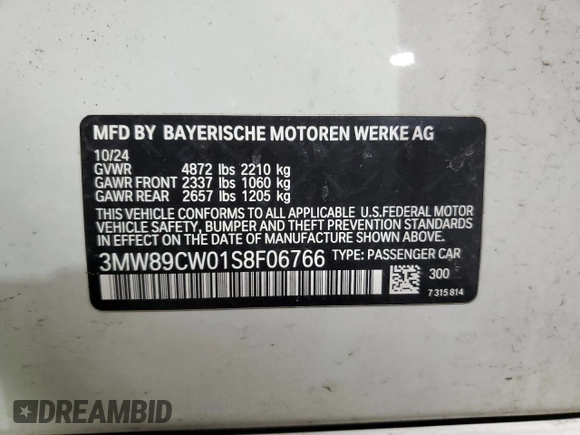 MFD BY BAYERISCHE MOTOREN WERKE AG
10/24
GVWR 4872 lbs 2210 kg
GAWR FRONT 2337 lbs 1060 kg
GAWR REAR 2657 lbs 1205 kg
THIS VEHICLE CONFORMS TO ALL APPLICABLE U.S.FEDERAL MOTOR
VEHICLE SAFETY, BUMPER AND THEFT PREVENTION STANDARDS IN
EFFECT ON THE DATE OF MANUFACTURE SHOWN ABOVE.
3MW89CW01S8F06766 TYPE: PASSENGER CAR
300
7 315 814
DREAMBID